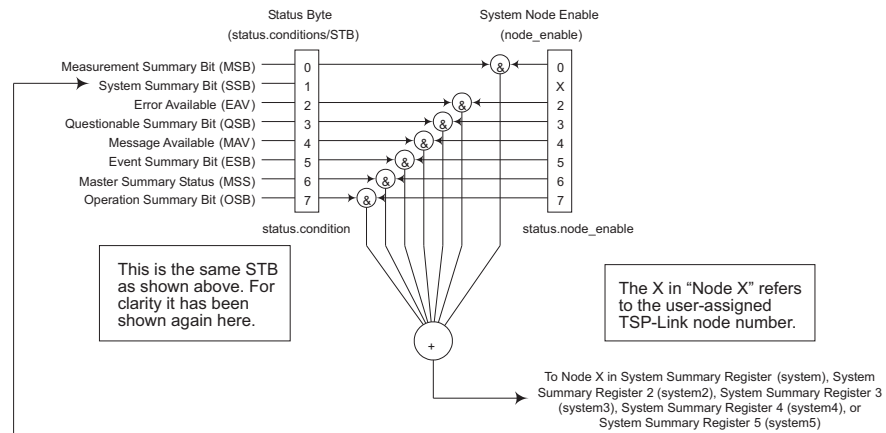 Status Byte
(status.conditions/STB)
System Node Enable
(node_enable)
Measurement Summary Bit (MSB)
System Summary Bit (SSB)
Error Available (EAV)
Questionable Summary Bit (QSB)
Message Available (MAV)
Event Summary Bit (ESB)
Master Summary Status (MSS)
Operation Summary Bit (OSB)
0
1
2
3
4
5
6
7
&
&
&
&
&
&
&
0
X
2
3
4
5
6
7
status.condition
status.node_enable
This is the same STB
as shown above. For
clarity it has been
shown again here.
The X in “Node X” refers
to the user-assigned
TSP-Link node number.
+
To Node X in System Summary Register (system), System
Summary Register 2 (system2), System Summary Register 3
(system3), System Summary Register 4 (system4), or
System Summary Register 5 (system5)